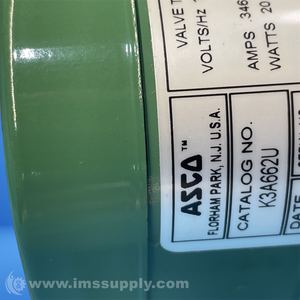 VALVE T
VOLTS/Hz
AMPS .346
WATTS 20
ASCO™
FLORHAM PARK, N.J. U.S.A.
CATALOG NO.
K3A662U
DATE
© www.imssupply.com